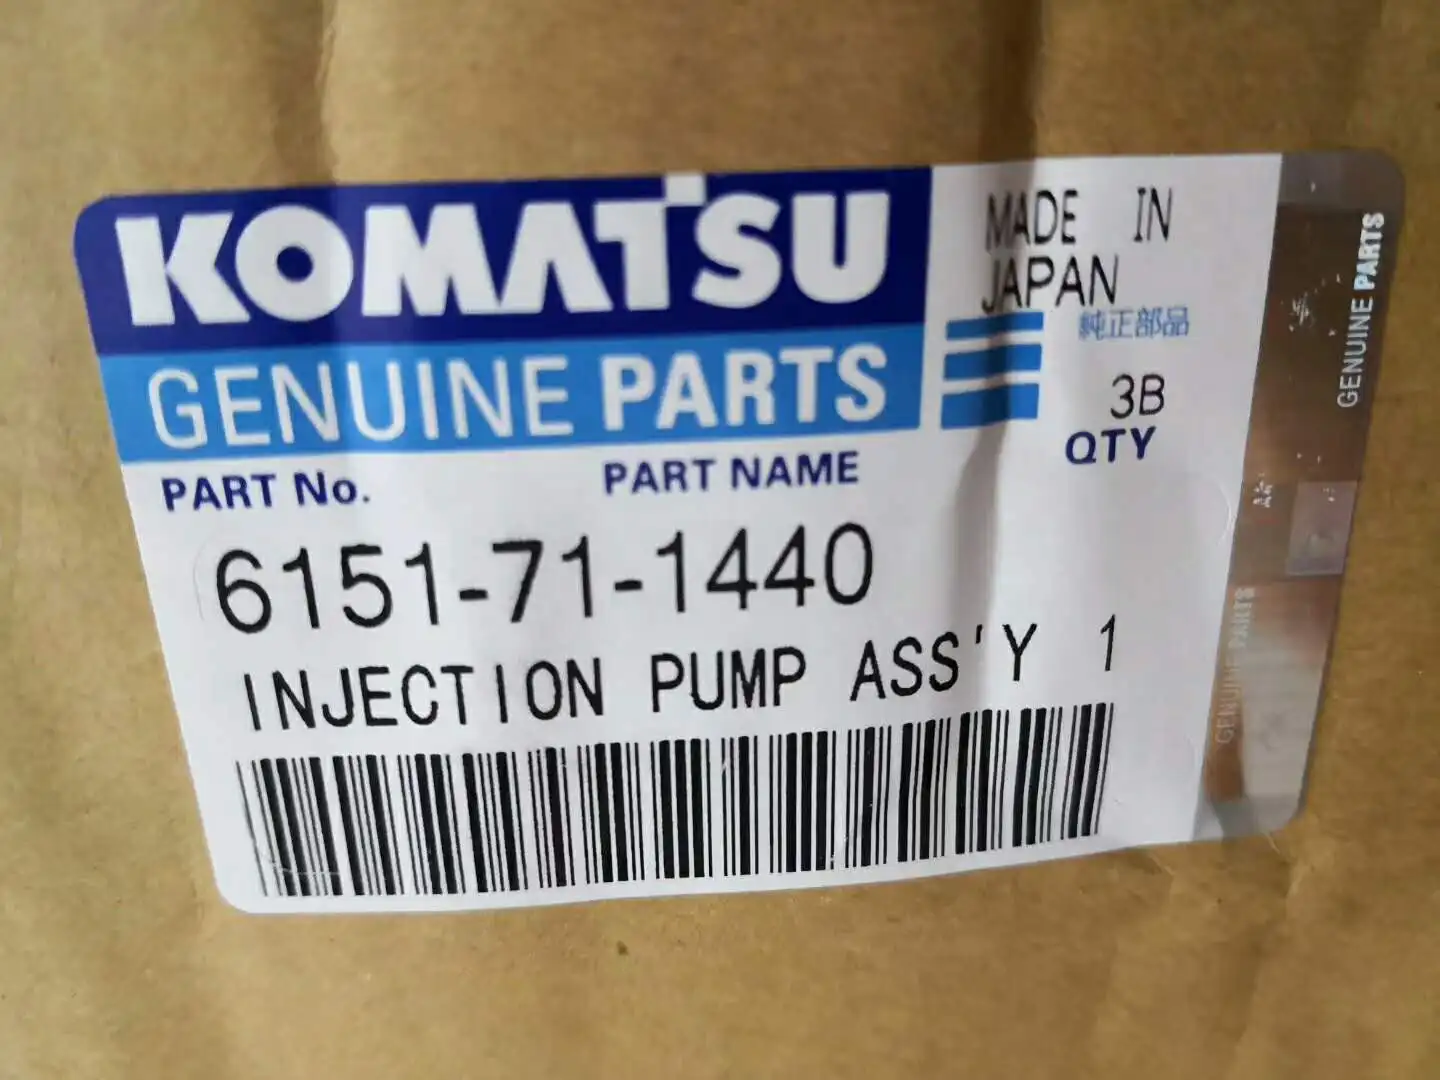 KOMATSU
GENUINE PARTS
MADE IN
JAPAN
純正部品
3B
QTY
PART No.
PART NAME
6151-71-1440
INJECTION PUMP ASS'Y 1
GENUINE PARTS
GENUINE PARTS